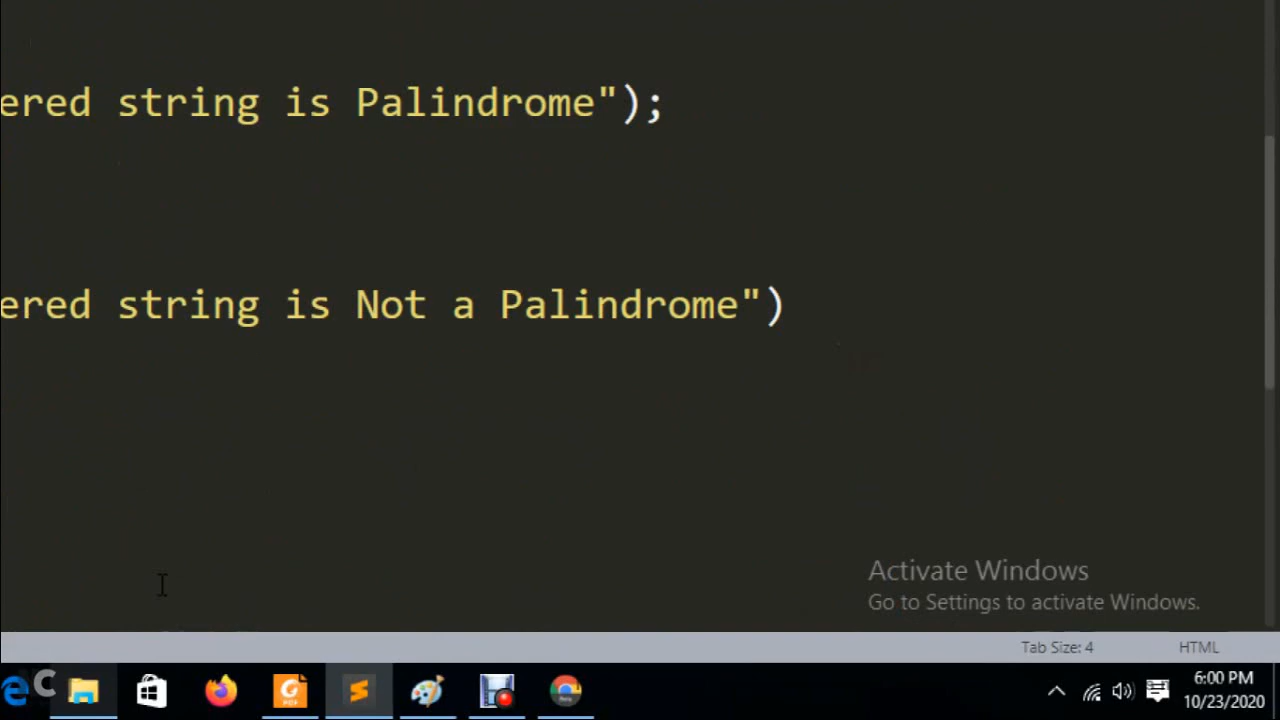 ered string is Palindrome");
ered string is Not a Palindrome")
Activate Windows
Go to Settings to activate Windows.
Tab Size: 4 HTML
6:00 PM
10/23/2020